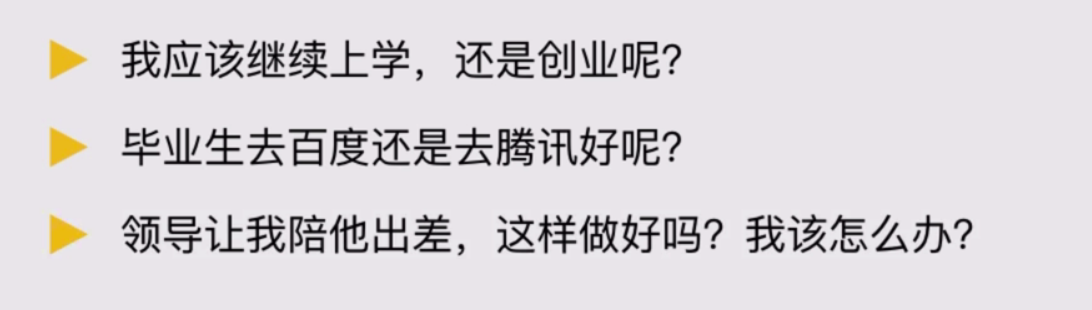 我应该继续上学，还是创业呢？
毕业生去百度还是去腾讯好呢？
领导让我陪他出差，这样做好吗？我该怎么办？